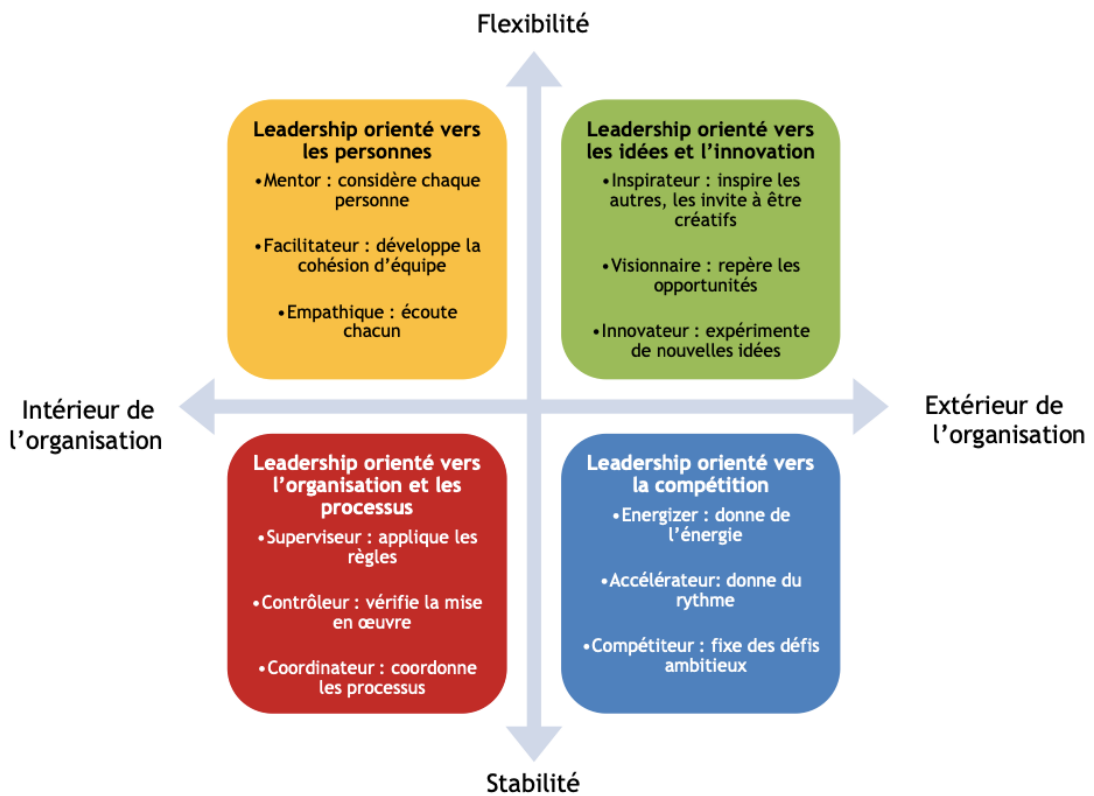 Flexibilité
Leadership orienté vers
les personnes
•Mentor : considère chaque
personne
•Facilitateur : développe la
cohésion d’équipe
•Empathique : écoute
chacun
Leadership orienté vers
les idées et l’innovation
•Inspirateur : inspire les
autres, les invite à être
créatifs
•Visionnaire : repère les
opportunités
•Innovateur : expérimente
de nouvelles idées
Intérieur de
l’organisation
Extérieur de
l’organisation
Leadership orienté vers
l’organisation et les
processus
•Superviseur : applique les
règles
•Contrôleur : vérifie la mise
en œuvre
•Coordinateur : coordonne
les processus
Leadership orienté vers
la compétition
•Energizer : donne de
l’énergie
•Accélérateur: donne du
rythme
•Compétiteur : fixe des défis
ambitieux
Stabilité